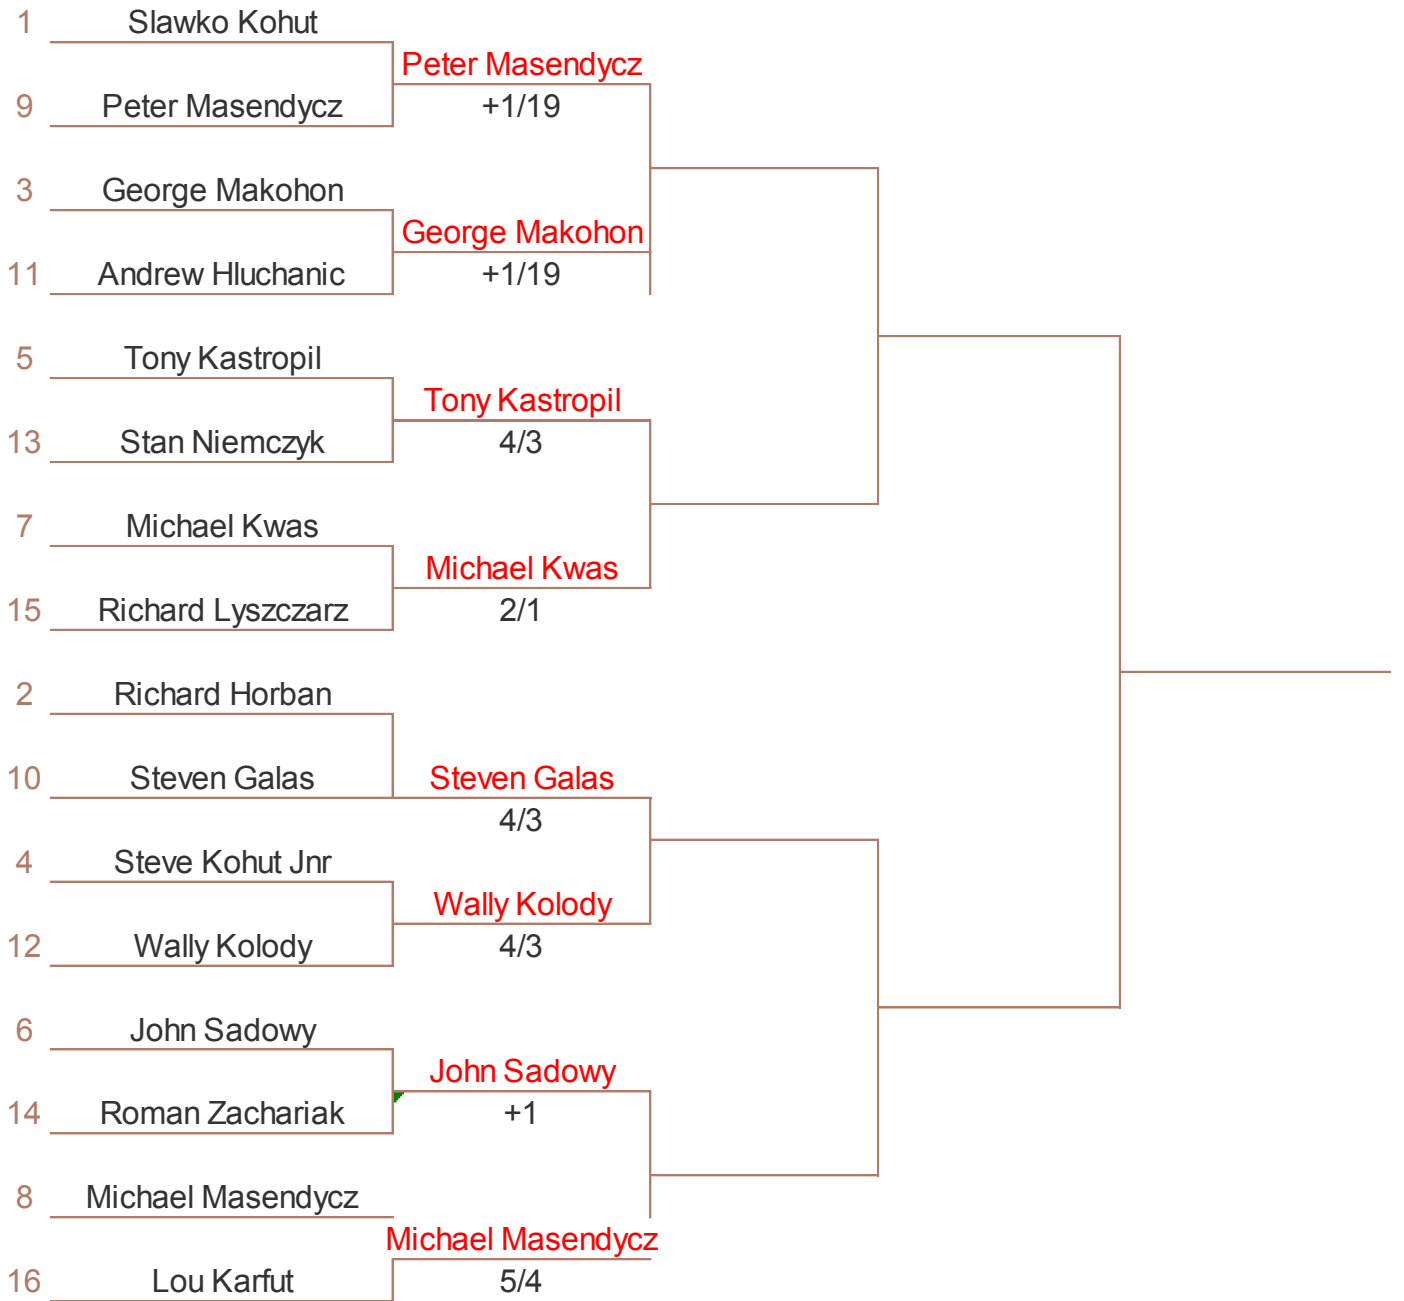 1 Slawko Kohut
Peter Masendycz
9 Peter Masendycz +1/19
3 George Makohon
George Makohon
11 Andrew Hluchanic +1/19
5 Tony Kastropil
Tony Kastropil
13 Stan Niemczyk 4/3
7 Michael Kwas
Michael Kwas
15 Richard Lyszczarz 2/1
2 Richard Horban
10 Steven Galas Steven Galas
4/3
4 Steve Kohut Jnr
Wally Kolody
12 Wally Kolody 4/3
6 John Sadowy
John Sadowy
14 Roman Zachariak +1
8 Michael Masendycz
Michael Masendycz
16 Lou Karfut 5/4